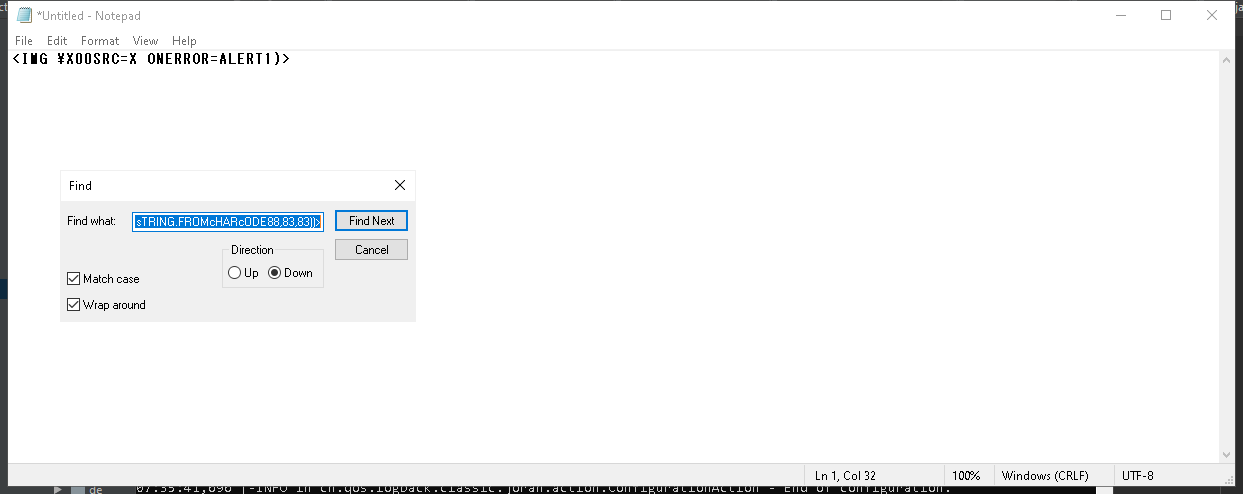 *Untitled - Notepad
File Edit Format View Help
<IMG ¥X00SRC=X ONERROR=ALERT1)>
Find
Find what: sTRING.FROMcHARcODE88,83,83))> Find Next
Direction Cancel
Up Down
Match case
Wrap around
Ln 1, Col 32 100% Windows (CRLF) UTF-8
de 07:35:41,696 |-INFO in ch.qos.logback.classic.joran.action.ConfigurationAction - End of configuration.